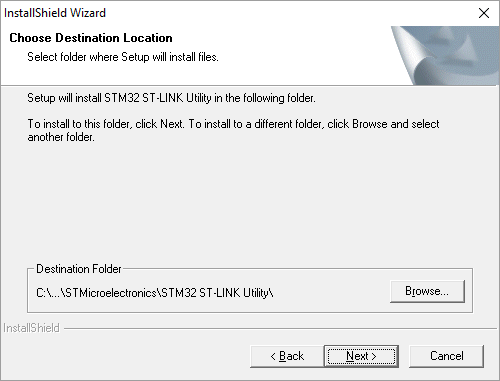 InstallShield Wizard
Choose Destination Location
Select folder where Setup will install files.
Setup will install STM32 ST-LINK Utility in the following folder.
To install to this folder, click Next. To install to a different folder, click Browse and select
another folder.
Destination Folder
C:\...\STMicroelectronics\STM32 ST-LINK Utility\
Browse...
InstallShield
< Back
Next >
Cancel